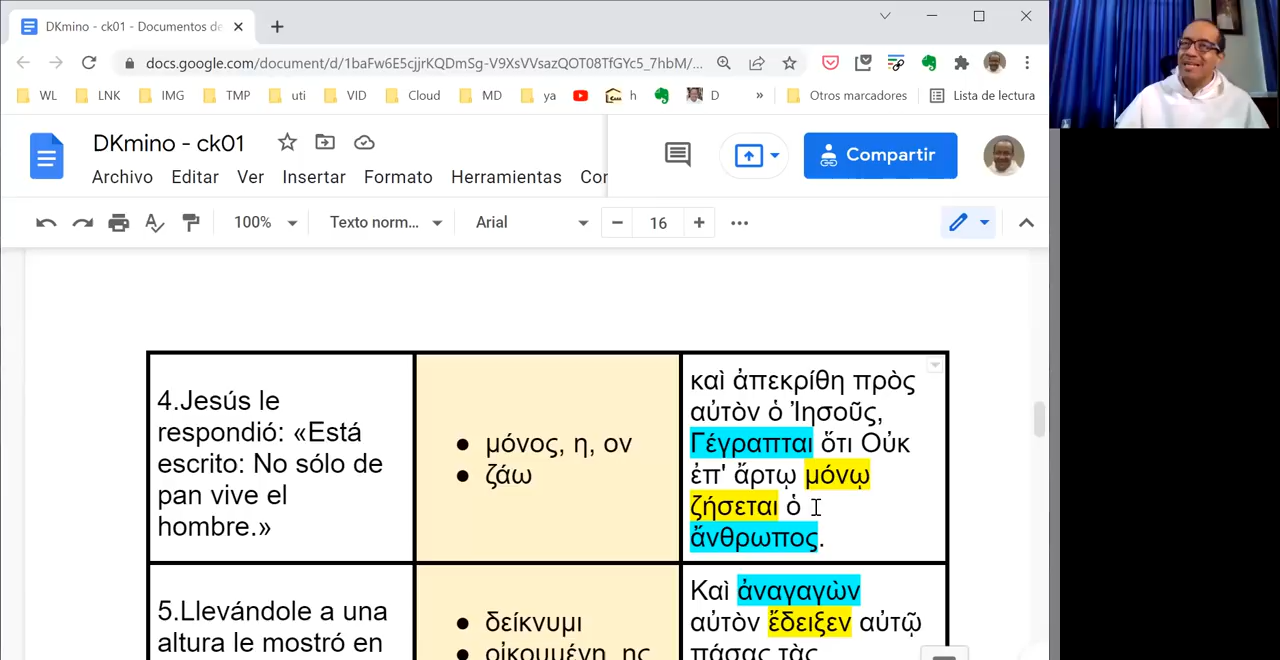 DKmino - ck01 - Documentos de
docs.google.com/document/d/1baFw6E5cjjrKQDmSg-V9XsVVsazQOT08TfGYc5_7hbM/...
WL LNK IMG TMP uti VID Cloud MD ya h D » Otros marcadores Lista de lectura
DKmino - ck01
Compartir
Archivo Editar Ver Insertar Formato Herramientas Cor
100% Texto norm... Arial 16
4.Jesús le
respondió: «Está
escrito: No sólo de
pan vive el
hombre.»
μόνος, η, ον
ζάω
καὶ ἀπεκρίθη πρὸς
αὐτὸν ὁ Ἰησοῦς,
Γέγραπται ὅτι Οὐκ
ἐπ' ἄρτῳ μόνῳ
ζήσεται ὁ
ἄνθρωπος.
5.Llevándole a una
altura le mostró en
δείκνυμι
οἰκουμένη, ης
Καὶ ἀναγαγὼν
αὐτὸν ἔδειξεν αὐτῷ
πάσας τὰς